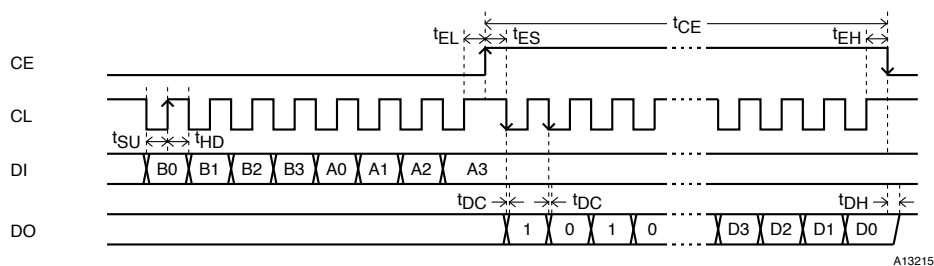 tCE
tEL tES tEH
CE
CL
tSU tHD
DI B0 B1 B2 B3 A0 A1 A2 A3
tDC tDC tDH
DO 1 0 1 0 D3 D2 D1 D0
A13215